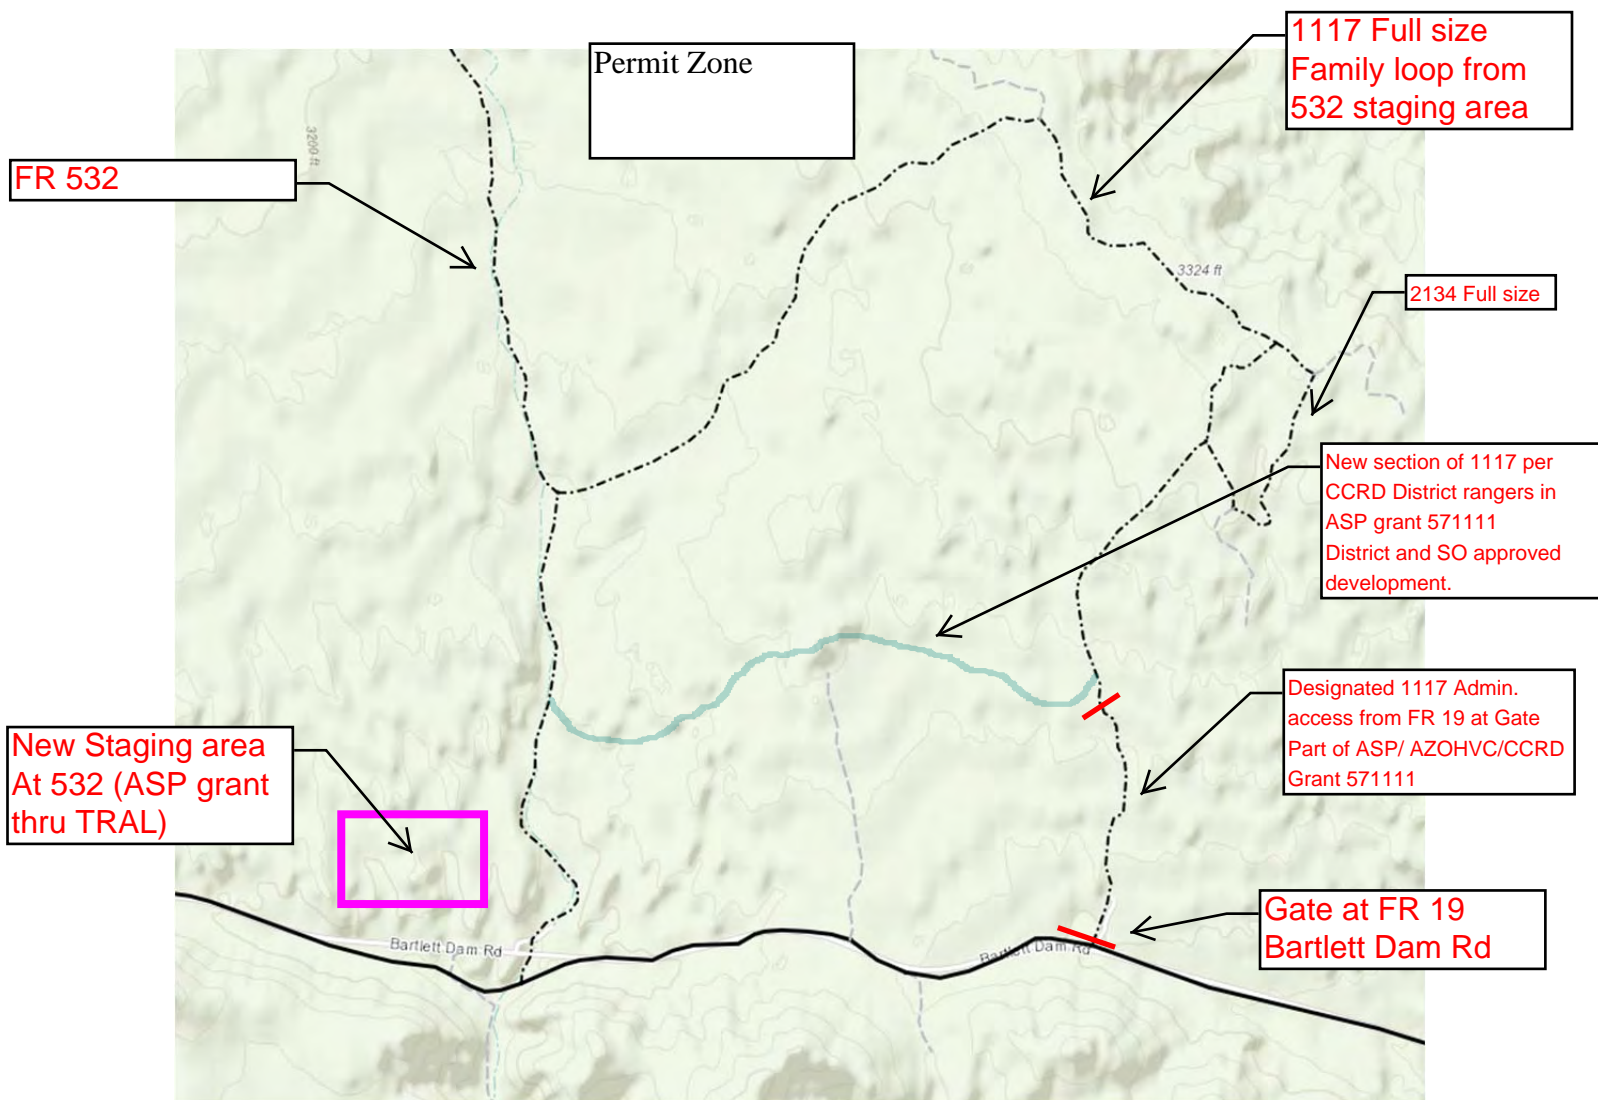 1117 Full size
Family loop from
532 staging area
Permit Zone
3200 ft
FR 532
3324 ft
2134 Full size
New section of 1117 per
CCRD District rangers in
ASP grant 571111
District and SO approved
development.
Designated 1117 Admin.
access from FR 19 at Gate
Part of ASP/ AZOHVC/CCRD
Grant 571111
New Staging area
At 532 (ASP grant
thru TRAL)
Gate at FR 19
Bartlett Dam Rd
Bartlett Dam Rd
Bartlett Dam Rd